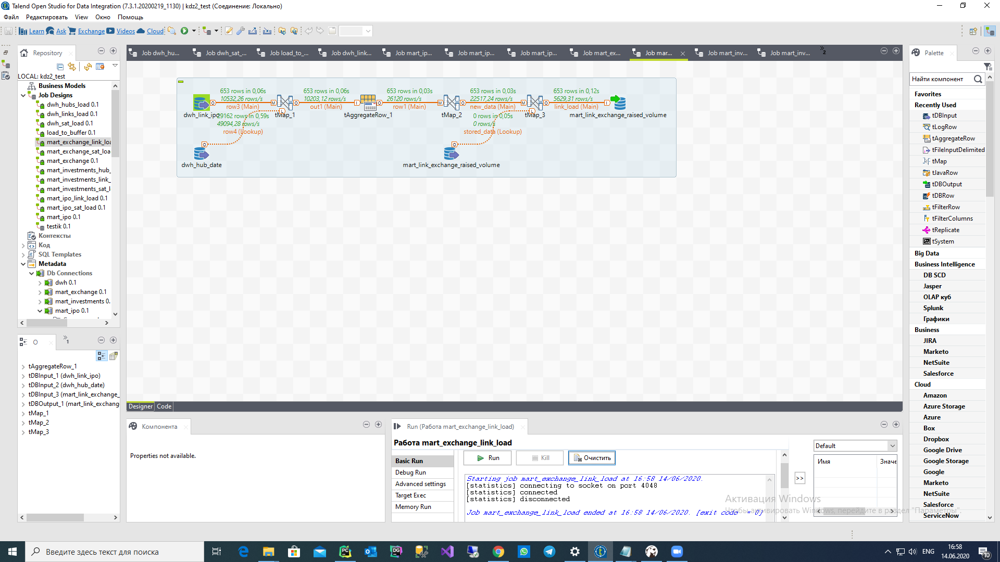 Talend Open Studio for Data Integration (7.3.1.20200219_1130) | kdz2_test (Соединение: Локально)
Файл Редактировать View Окно Помощь
Learn Ask Exchange Videos Cloud
Repository
LOCAL: kdz2_test
Business Models
Job Designs
dwh_hubs_load 0.1
dwh_links_load 0.1
dwh_sat_load 0.1
load_to_buffer 0.1
mart_exchange_link_loa
mart_exchange_sat_loa
mart_exchange 0.1
mart_investments_hub_
mart_investments_link_
mart_investments_sat_l
mart_ipo_link_load 0.1
mart_ipo_sat_load 0.1
mart_ipo 0.1
testik 0.1
Контексты
Код
SQL Templates
Metadata
Db Connections
dwh 0.1
mart_exchange 0.1
mart_investments 0.
mart_ipo 0.1
О
1
tAggregateRow_1
tDBInput_1 (dwh_link_ipo)
tDBInput_2 (dwh_hub_date)
tDBInput_3 (mart_link_exchange_
tDBOutput_1 (mart_link_exchang
tMap_1
tMap_2
tMap_3
Job dwh_hu... Job dwh_sat_... Job load_to_... Job dwh_link... Job mart_ip... Job mart_ip... Job mart_ip... Job mart_ex... Job mar... Job mart_inv... Job mart_inv... 2
653 rows in 0,06s 653 rows in 0,06s 653 rows in 0,03s 653 rows in 0,03s 653 rows in 0,12s
10532,26 rows/s 10203,12 rows/s 26120 rows/s 22517,24 rows/s 5629,31 rows/s
row3 (Main) out1 (Main) row1 (Main) new_data (Main) link_load (Main)
dwh_link_ipo tMap_1 tAggregateRow_1 tMap_2 tMap_3 mart_link_exchange_raised_volume
29162 rows in 0,59s 0 rows in 0,05s
49094,28 rows/s 0 rows/s
row4 (Lookup) stored_data (Lookup)
dwh_hub_date mart_link_exchange_raised_volume
Designer Code
Компонента
Properties not available.
Run (Работа mart_exchange_link_load)
Работа mart_exchange_link_load
Basic Run
Debug Run
Advanced settings
Target Exec
Memory Run
Run Kill Очистить
Starting job mart_exchange_link_load at 16:58 14/06/2020.
[statistics] connecting to socket on port 4048
[statistics] connected
[statistics] disconnected
Job mart_exchange_link_load ended at 16:58 14/06/2020. [exit code = 0]
>>
Default
Имя Значе
Активация Windows
Чтобы активировать Windows, перейдите в раздел "Параметры".
Palette
Найти компонент
Favorites
Recently Used
tDBInput
tLogRow
tAggregateRow
tFileInputDelimited
tMap
tJavaRow
tDBOutput
tDBRow
tFilterRow
tFilterColumns
tReplicate
tSystem
Big Data
Business Intelligence
DB SCD
Jasper
OLAP куб
Splunk
Графики
Business
JIRA
Marketo
NetSuite
Salesforce
Cloud
Amazon
Azure Storage
Azure
Box
Dropbox
Google Drive
Google Storage
Google
Marketo
NetSuite
Salesforce
ServiceNow
Введите здесь текст для поиска
ENG
16:58
14.06.2020
10